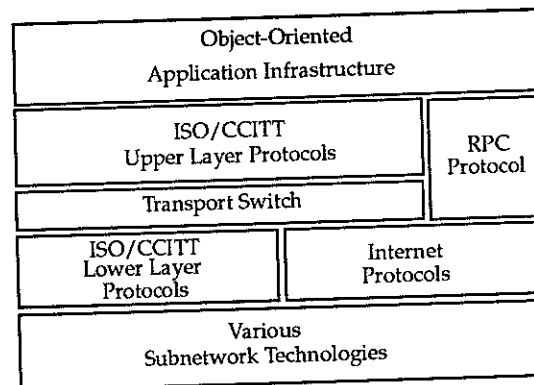 Object-Oriented
Application Infrastructure
ISO/CCITT
Upper Layer Protocols
RPC
Protocol
Transport Switch
ISO/CCITT
Lower Layer
Protocols
Internet
Protocols
Various
Subnetwork Technologies